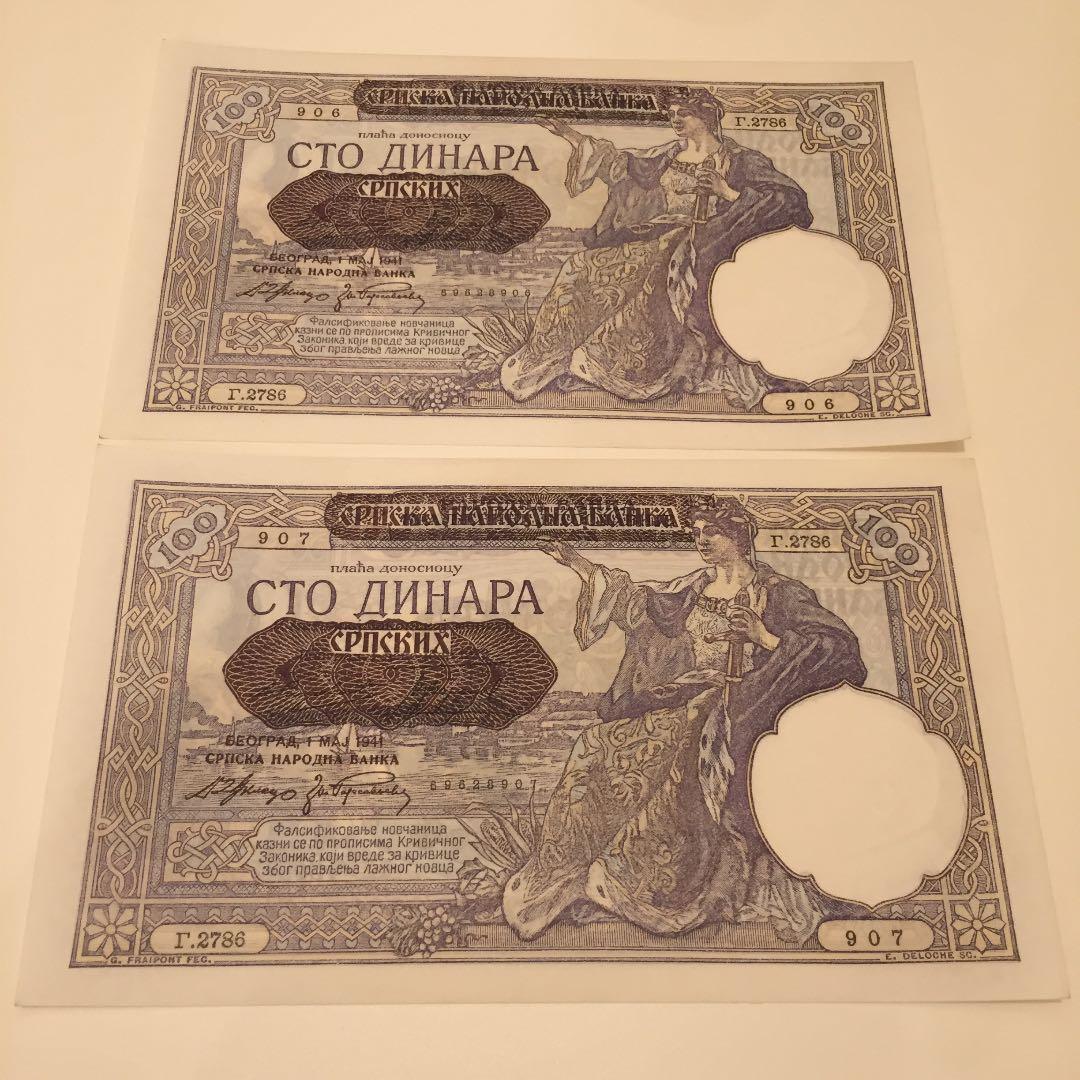 100
СРПСКА НАРОДНА БАНКА
100
906
Г.2786
плаћа доносиоцу
СТО ДИНАРА
СРПСКИХ
БЕОГРАД, 1 МАЈ 1941
СРПСКА НАРОДНА БАНКА
69628906
Фалсификовање новчаница
казни се по прописима Кривичног
Законика, који вреде за кривице
због прављења лажног новца
Г.2786
906
G. FRAIPONT FEC.
E. DELOCHE SC.
100
СРПСКА НАРОДНА БАНКА
100
907
Г.2786
плаћа доносиоцу
СТО ДИНАРА
СРПСКИХ
БЕОГРАД, 1 МАЈ 1941
СРПСКА НАРОДНА БАНКА
69628907
Фалсификовање новчаница
казни се по прописима Кривичног
Законика, који вреде за кривице
због прављења лажног новца
Г.2786
907
G. FRAIPONT FEC.
E. DELOCHE SC.